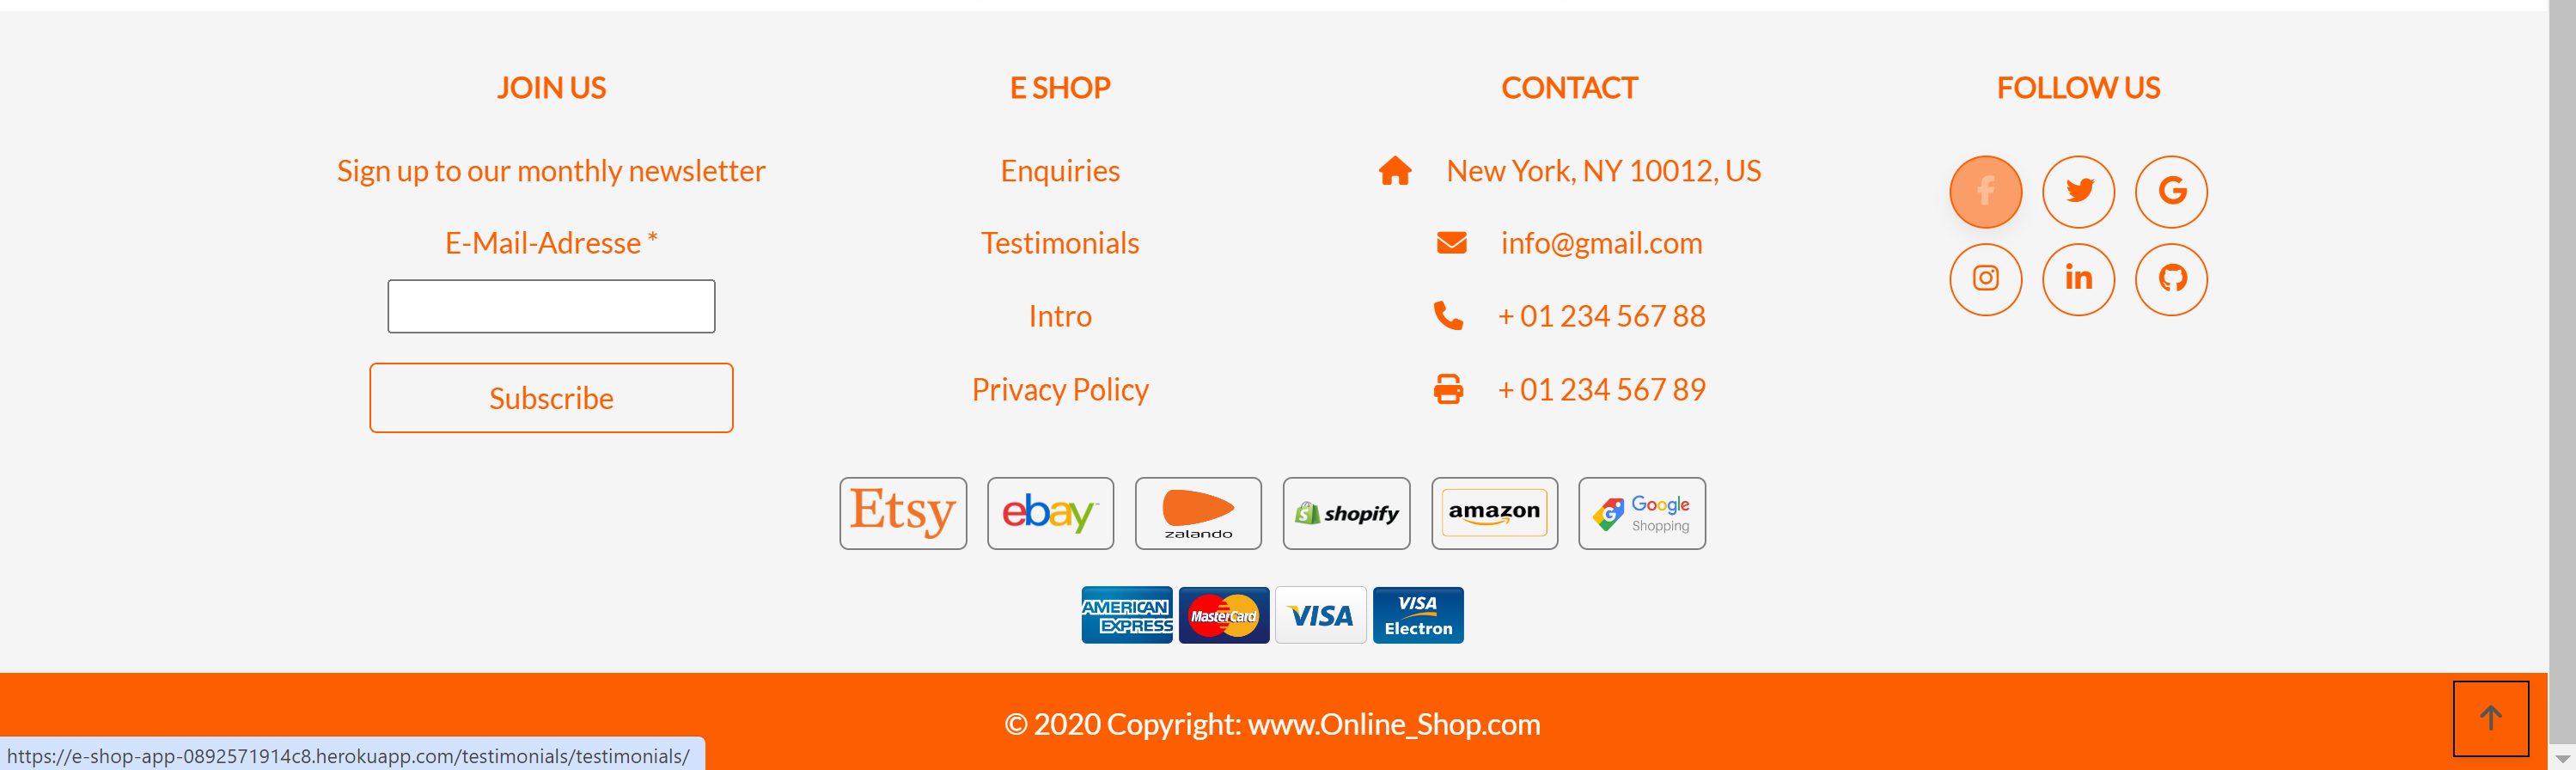 JOIN US
Sign up to our monthly newsletter
E-Mail-Adresse *
Subscribe
E SHOP
Enquiries
Testimonials
Intro
Privacy Policy
CONTACT
New York, NY 10012, US
info@gmail.com
+ 01 234 567 88
+ 01 234 567 89
FOLLOW US
Etsy
ebay™
zalando
shopify
amazon
Google
Shopping
AMERICAN
EXPRESS
MasterCard
VISA
VISA
Electron
© 2020 Copyright: www.Online_Shop.com
https://e-shop-app-0892571914c8.herokuapp.com/testimonials/testimonials/